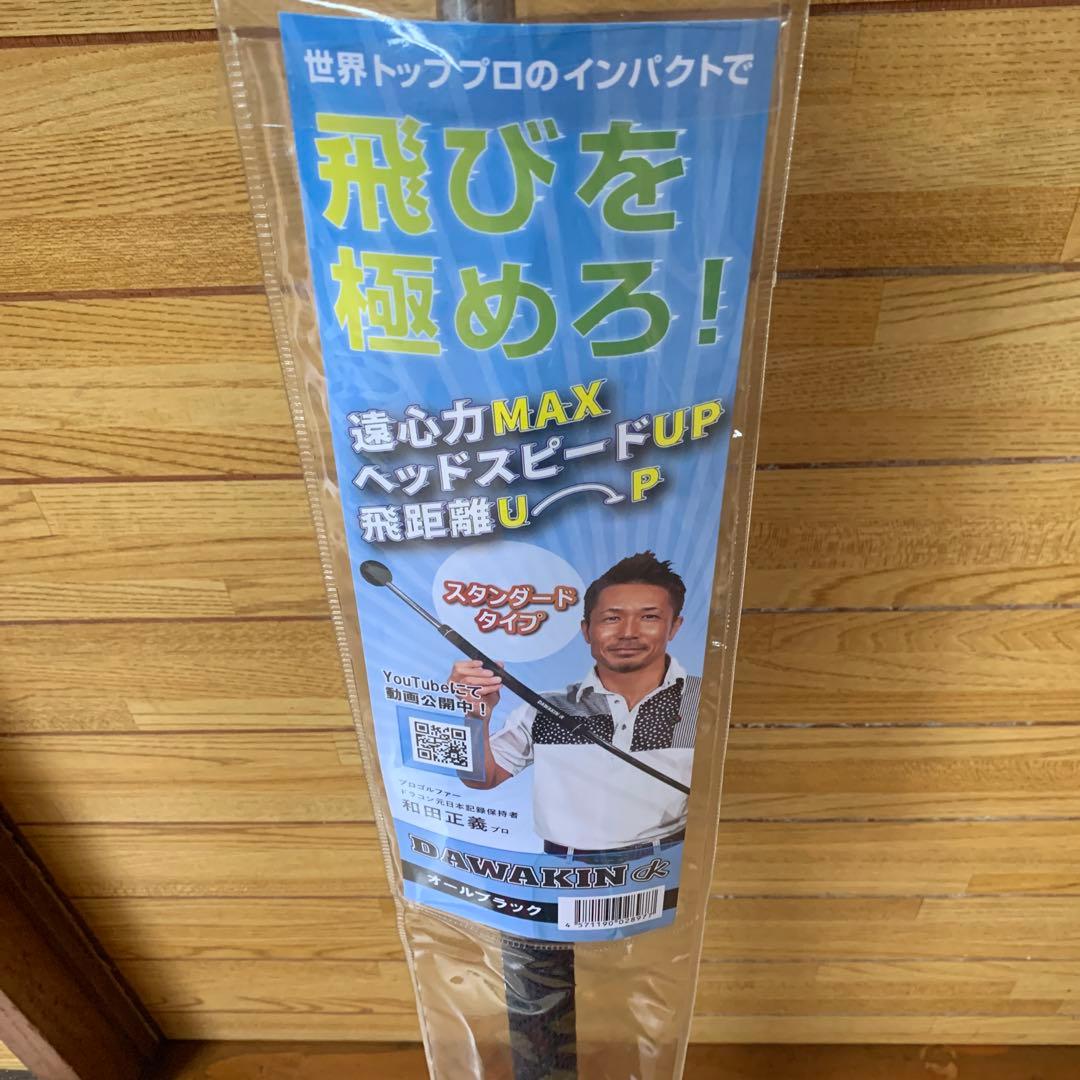 世界トッププロのインパクトで
飛びを
極めろ!
遠心力MAX
ヘッドスピードUP
飛距離UP
スタンダード
タイプ
YouTubeにて
動画公開中!
DAWAKIN
プロゴルファー
ドラコン元日本記録保持者
和田正義プロ
DAWAKIN dk
オールブラック
4 571190 02897